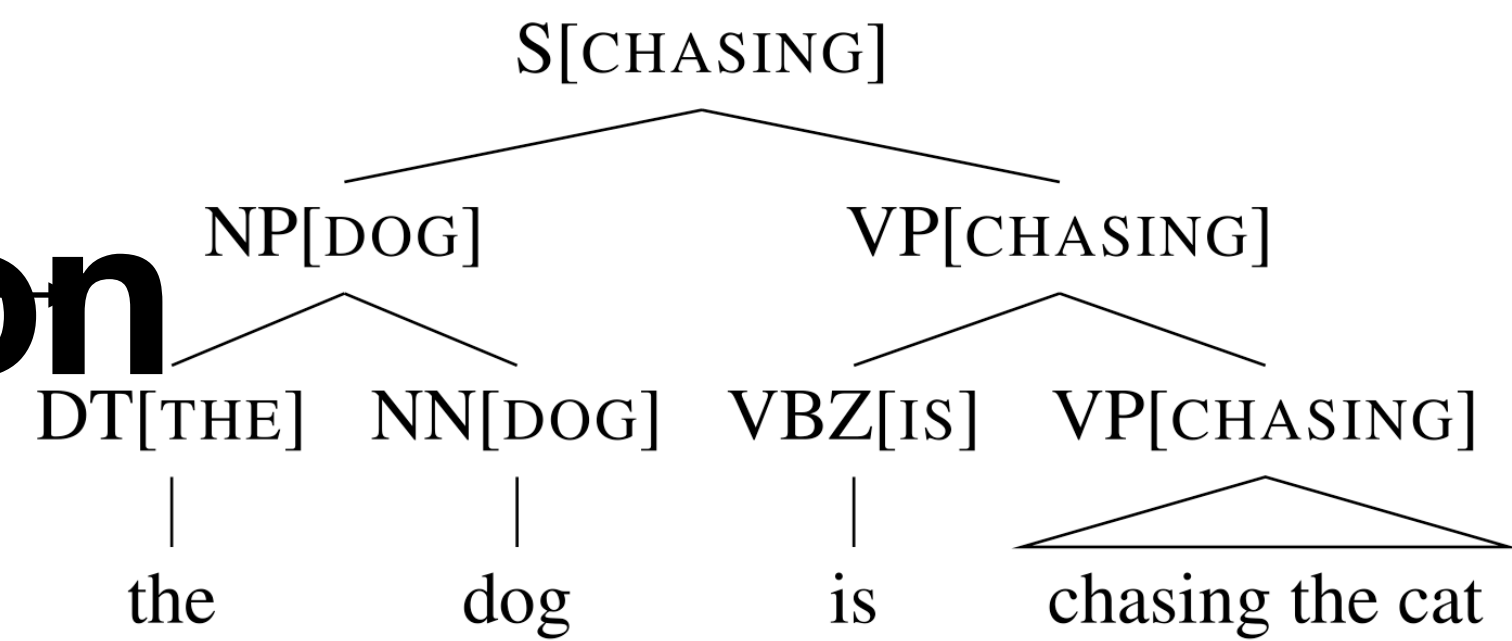 S[CHASING]
NP[DOG] VP[CHASING]
on
DT[THE] NN[DOG] VBZ[IS] VP[CHASING]
the dog is chasing the cat